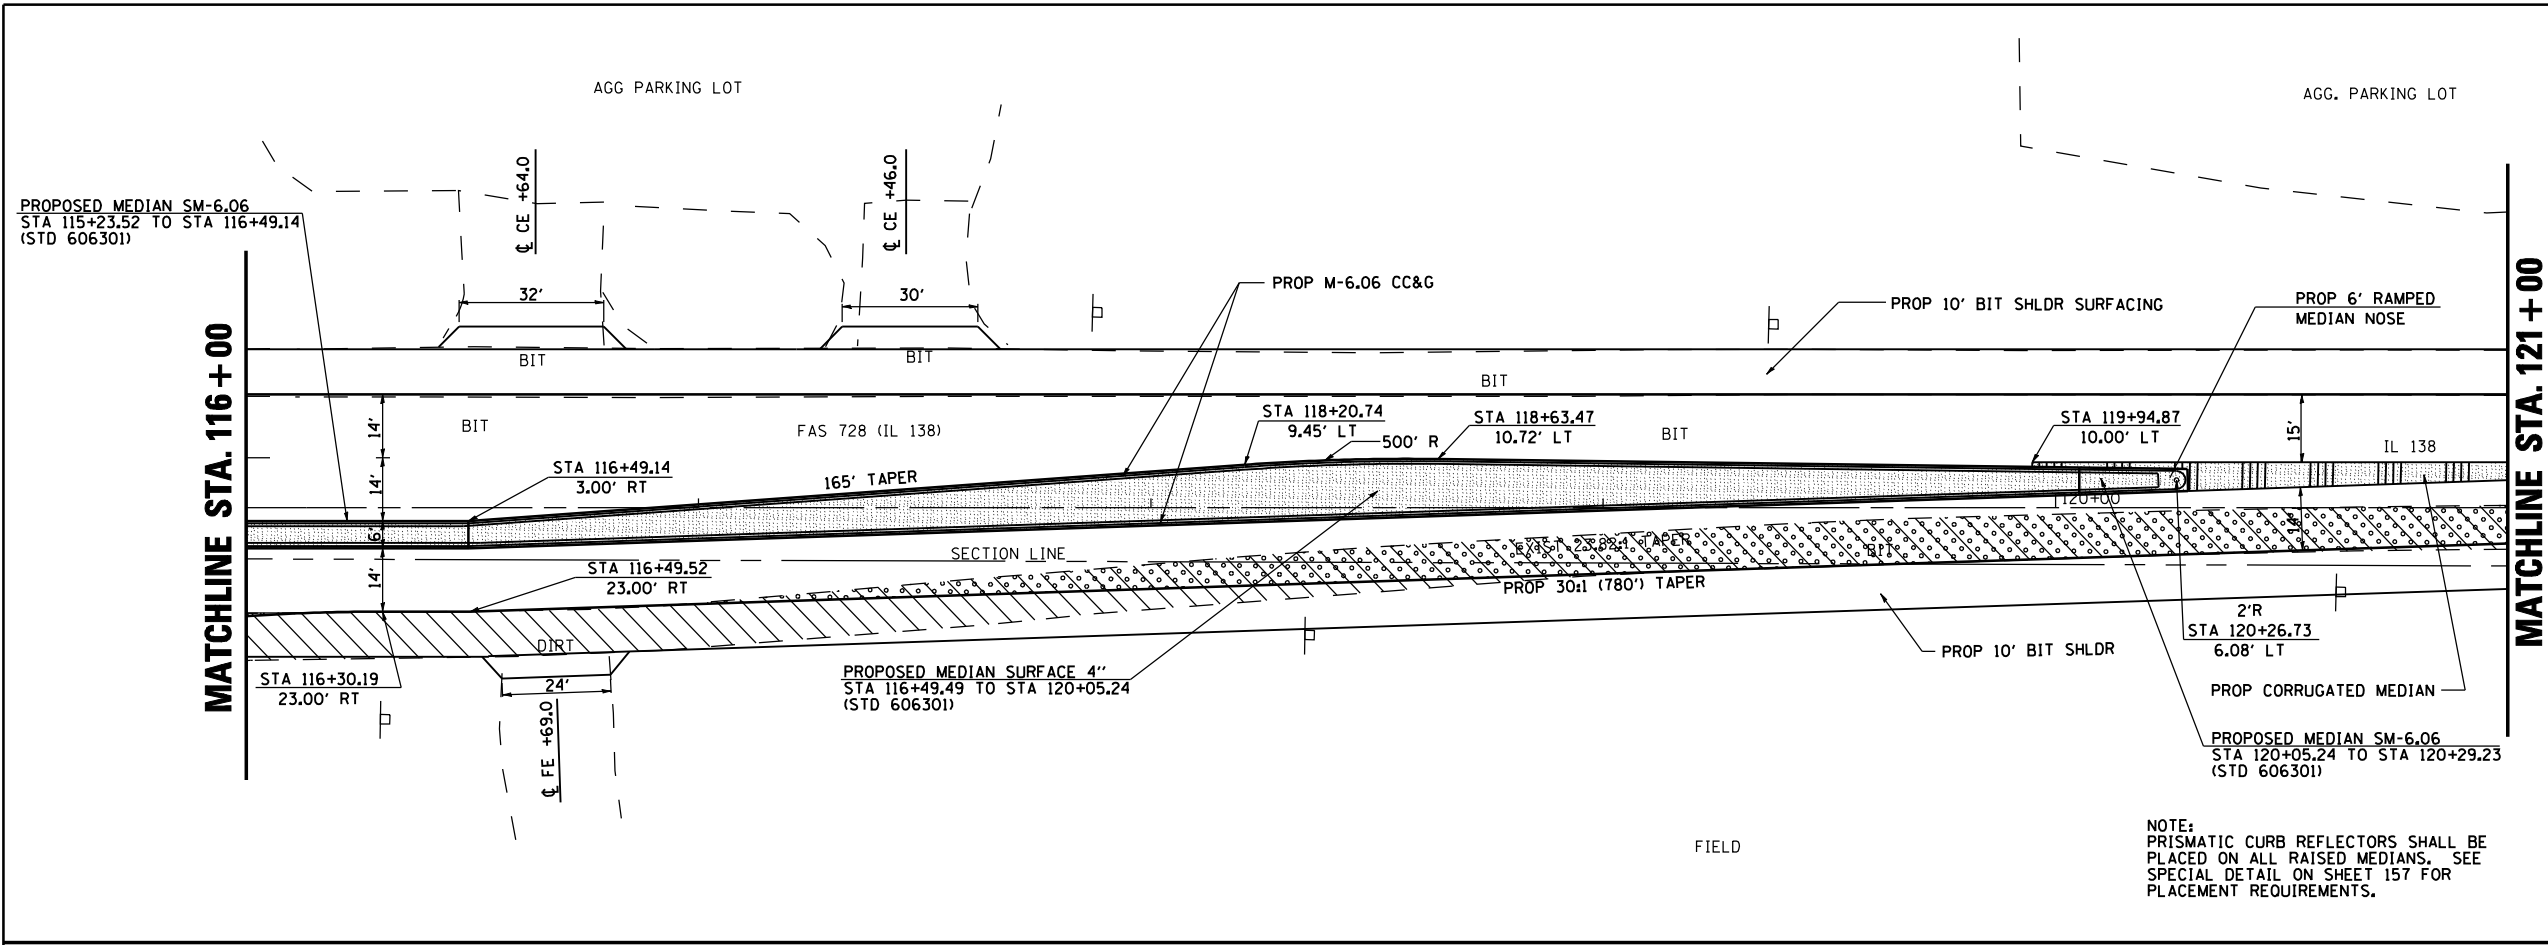 AGG PARKING LOT
AGG. PARKING LOT
PROPOSED MEDIAN SM-6.06
STA 115+23.52 TO STA 116+49.14
(STD 606301)
℄ CE +64.0
℄ CE +46.0
32'
30'
PROP M-6.06 CC&G
PROP 10' BIT SHLDR SURFACING
PROP 6' RAMPED
MEDIAN NOSE
MATCHLINE STA. 116+00
MATCHLINE STA. 121+00
BIT
BIT
BIT
14'
BIT
FAS 728 (IL 138)
STA 118+20.74
9.45' LT
500' R
STA 118+63.47
10.72' LT
BIT
STA 119+94.87
10.00' LT
15'
IL 138
14'
STA 116+49.14
3.00' RT
165' TAPER
120+00
6'
14'
SECTION LINE
EXIST 23.82:1 TAPER
BIT
14'
STA 116+49.52
23.00' RT
PROP 30:1 (780') TAPER
2'R
STA 120+26.73
6.08' LT
DIRT
PROP 10' BIT SHLDR
STA 116+30.19
23.00' RT
24'
℄ FE +69.0
PROPOSED MEDIAN SURFACE 4''
STA 116+49.49 TO STA 120+05.24
(STD 606301)
PROP CORRUGATED MEDIAN
PROPOSED MEDIAN SM-6.06
STA 120+05.24 TO STA 120+29.23
(STD 606301)
FIELD
NOTE:
PRISMATIC CURB REFLECTORS SHALL BE
PLACED ON ALL RAISED MEDIANS. SEE
SPECIAL DETAIL ON SHEET 157 FOR
PLACEMENT REQUIREMENTS.